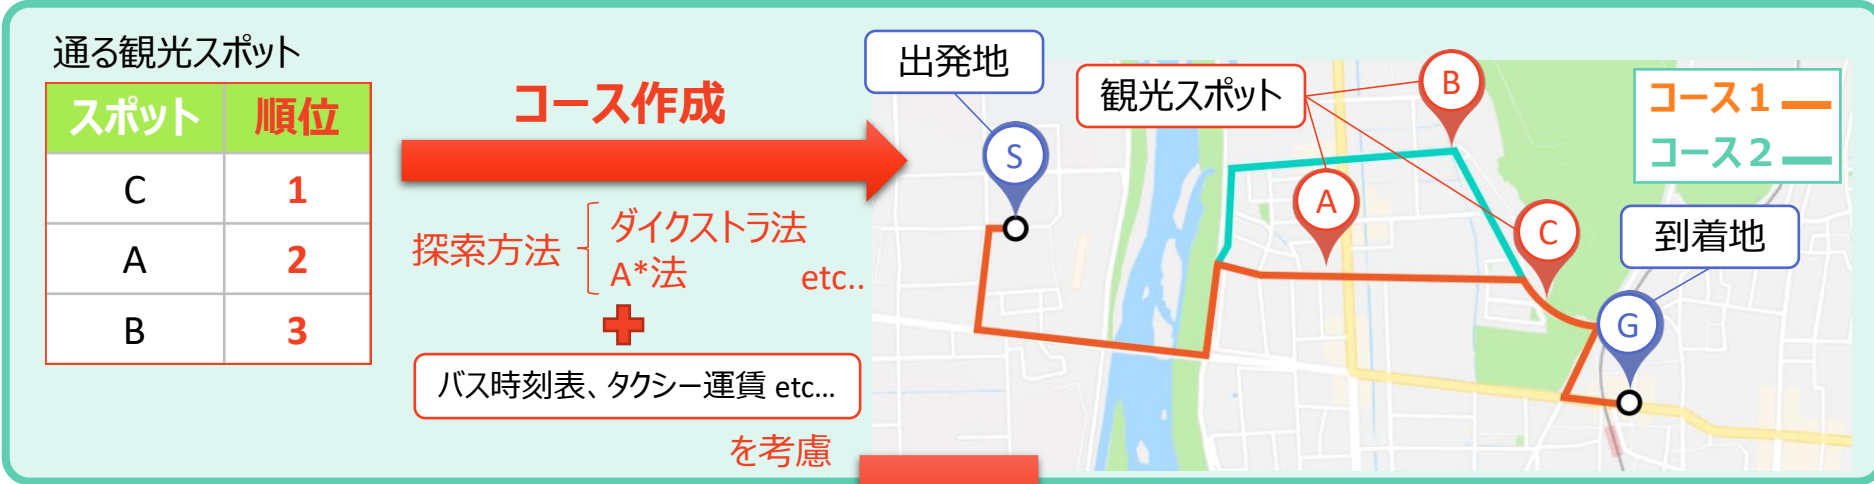 通る観光スポット
スポット 順位
C 1
A 2
B 3
コース作成
探索方法
ダイクストラ法
A*法 etc..
バス時刻表、タクシー運賃 etc...
を考慮
出発地
観光スポット
S
A
B
C
コース１
コース２
到着地
G